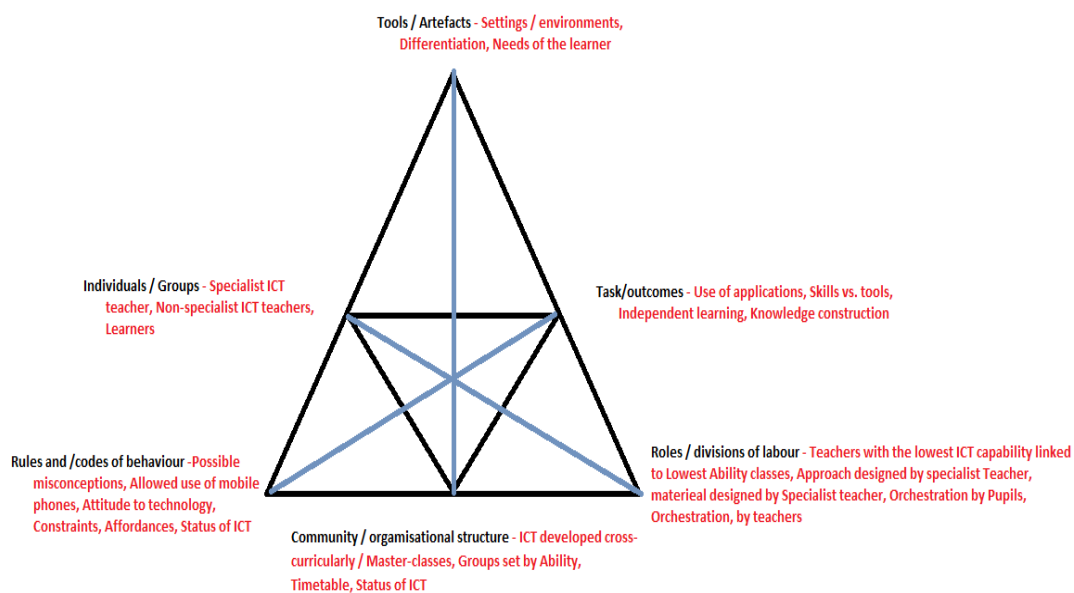 Tools / Artefacts - Settings / environments,
Differentiation, Needs of the learner
Individuals / Groups - Specialist ICT
teacher, Non-specialist ICT teachers,
Learners
Task/outcomes - Use of applications, Skills vs. tools,
Independent learning, Knowledge construction
Rules and /codes of behaviour -Possible
misconceptions, Allowed use of mobile
phones, Attitude to technology,
Constraints, Affordances, Status of ICT
Roles / divisions of labour - Teachers with the lowest ICT capability linked
to Lowest Ability classes, Approach designed by specialist Teacher,
materieal designed by Specialist teacher, Orchestration by Pupils,
Orchestration, by teachers
Community / organisational structure - ICT developed cross-
curricularly / Master-classes, Groups set by Ability,
Timetable, Status of ICT